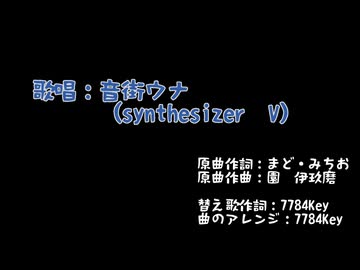 歌唱：音街ウナ
(synthesizer　V)
原曲作詞：まど・みちお
原曲作曲：團　伊玖磨
替え歌作詞：7784Key
曲のアレンジ：7784Key